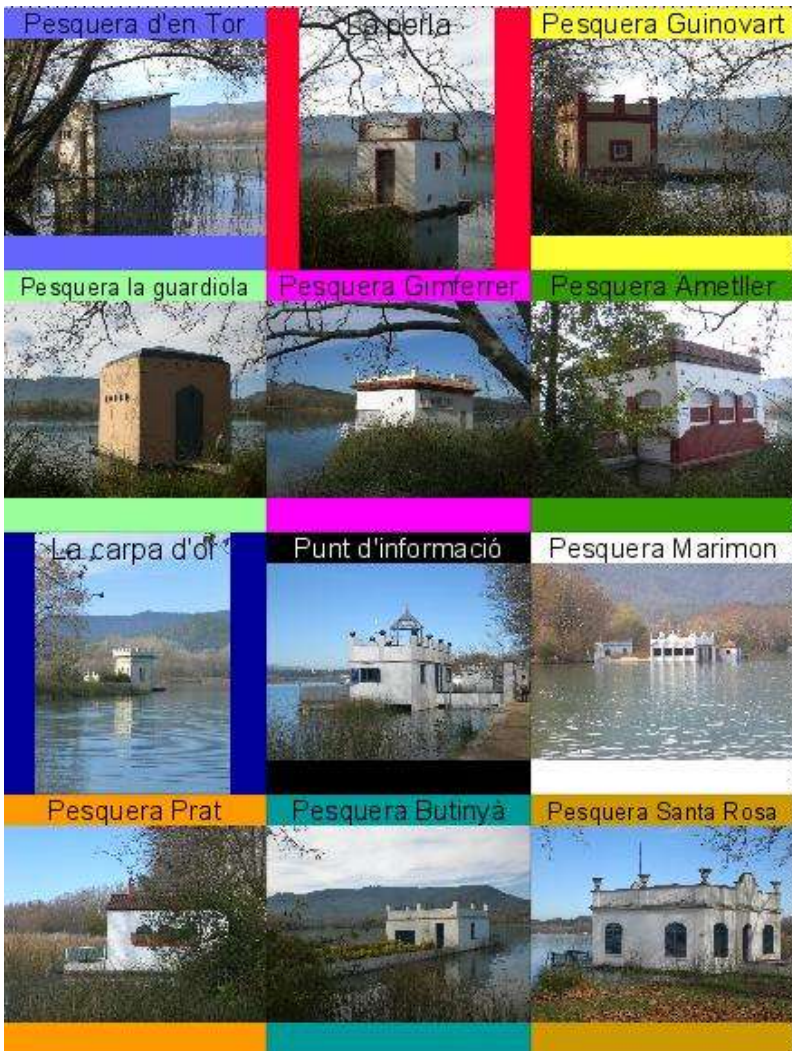 Pesquera d'en Tor
La perla
Pesquera Guinovart
Pesquera la guardiola
Pesquera Gimferrer
Pesquera Ametller
La carpa d'or
Punt d'informació
Pesquera Marimon
Pesquera Prat
Pesquera Butinyà
Pesquera Santa Rosa